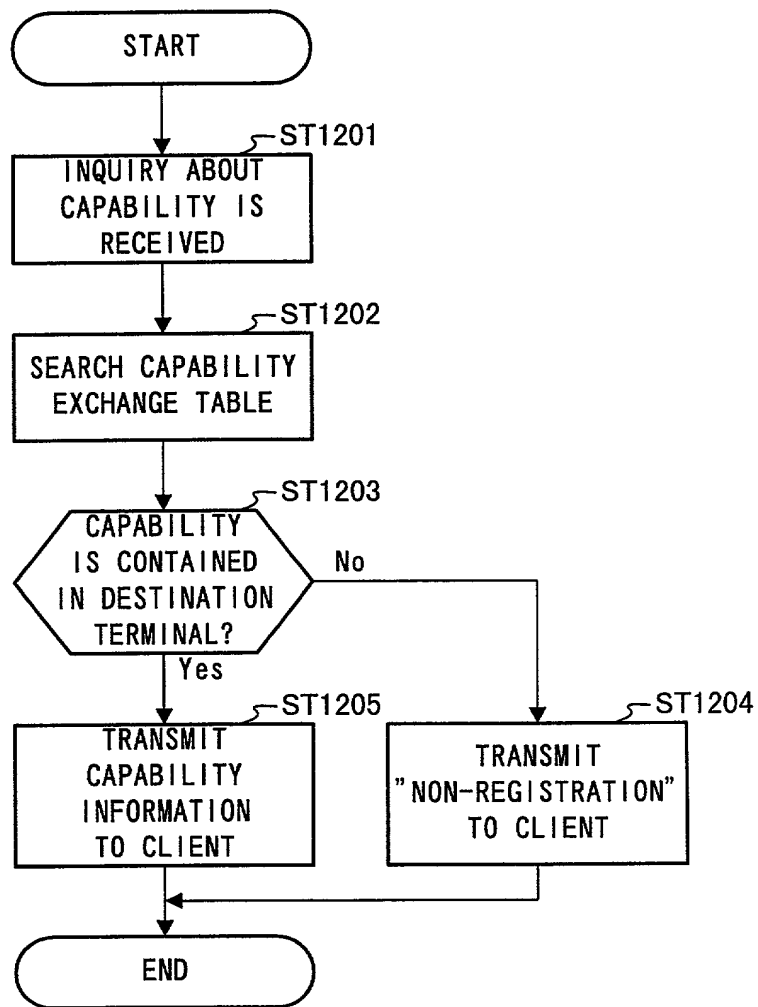 START
ST1201
INQUIRY ABOUT
CAPABILITY IS
RECEIVED
ST1202
SEARCH CAPABILITY
EXCHANGE TABLE
ST1203
CAPABILITY
IS CONTAINED
IN DESTINATION
TERMINAL?
No
Yes
ST1205
TRANSMIT
CAPABILITY
INFORMATION
TO CLIENT
ST1204
TRANSMIT
"NON-REGISTRATION"
TO CLIENT
END